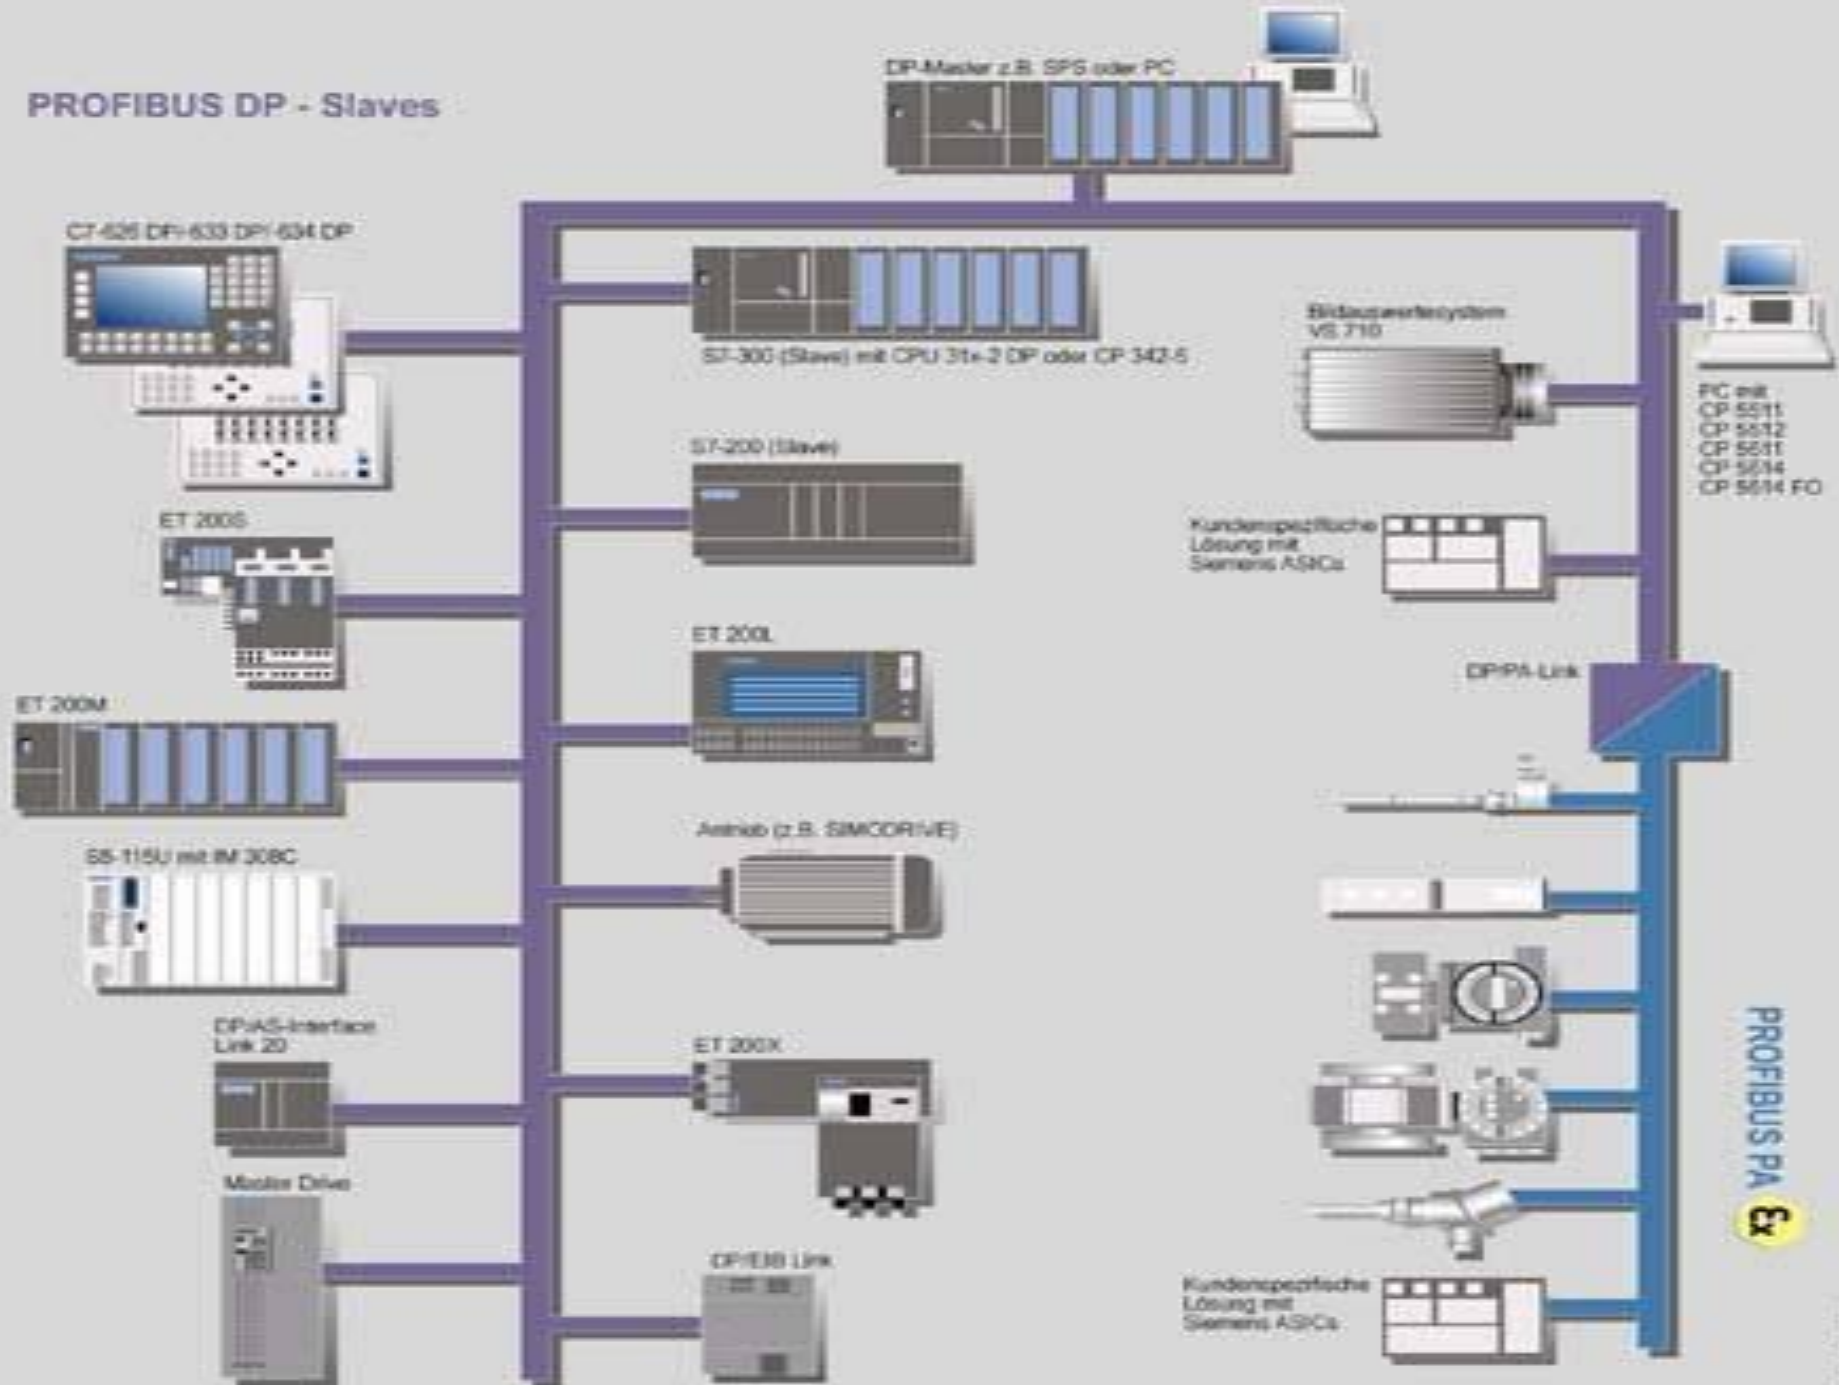 PROFIBUS DP - Slaves
DP-Master z.B. SPS oder PC
C7-626 DP/-633 DP/-634 DP
S7-300 (Slave) mit CPU 31x-2 DP oder CP 342-5
Bildauswertesystem
VS 710
PC mit
CP 5511
CP 5512
CP 5611
CP 5614
CP 5614 FO
S7-200 (Slave)
ET 200S
Kundenspezifische
Lösung mit
Siemens ASICs
ET 200L
DP/PA-Link
ET 200M
Antrieb (z.B. SIMODRIVE)
S5-115U mit IM 308C
DP/AS-Interface
Link 20
ET 200X
PROFIBUS PA
Ex
Master Drive
DP/EIB Link
Kundenspezifische
Lösung mit
Siemens ASICs